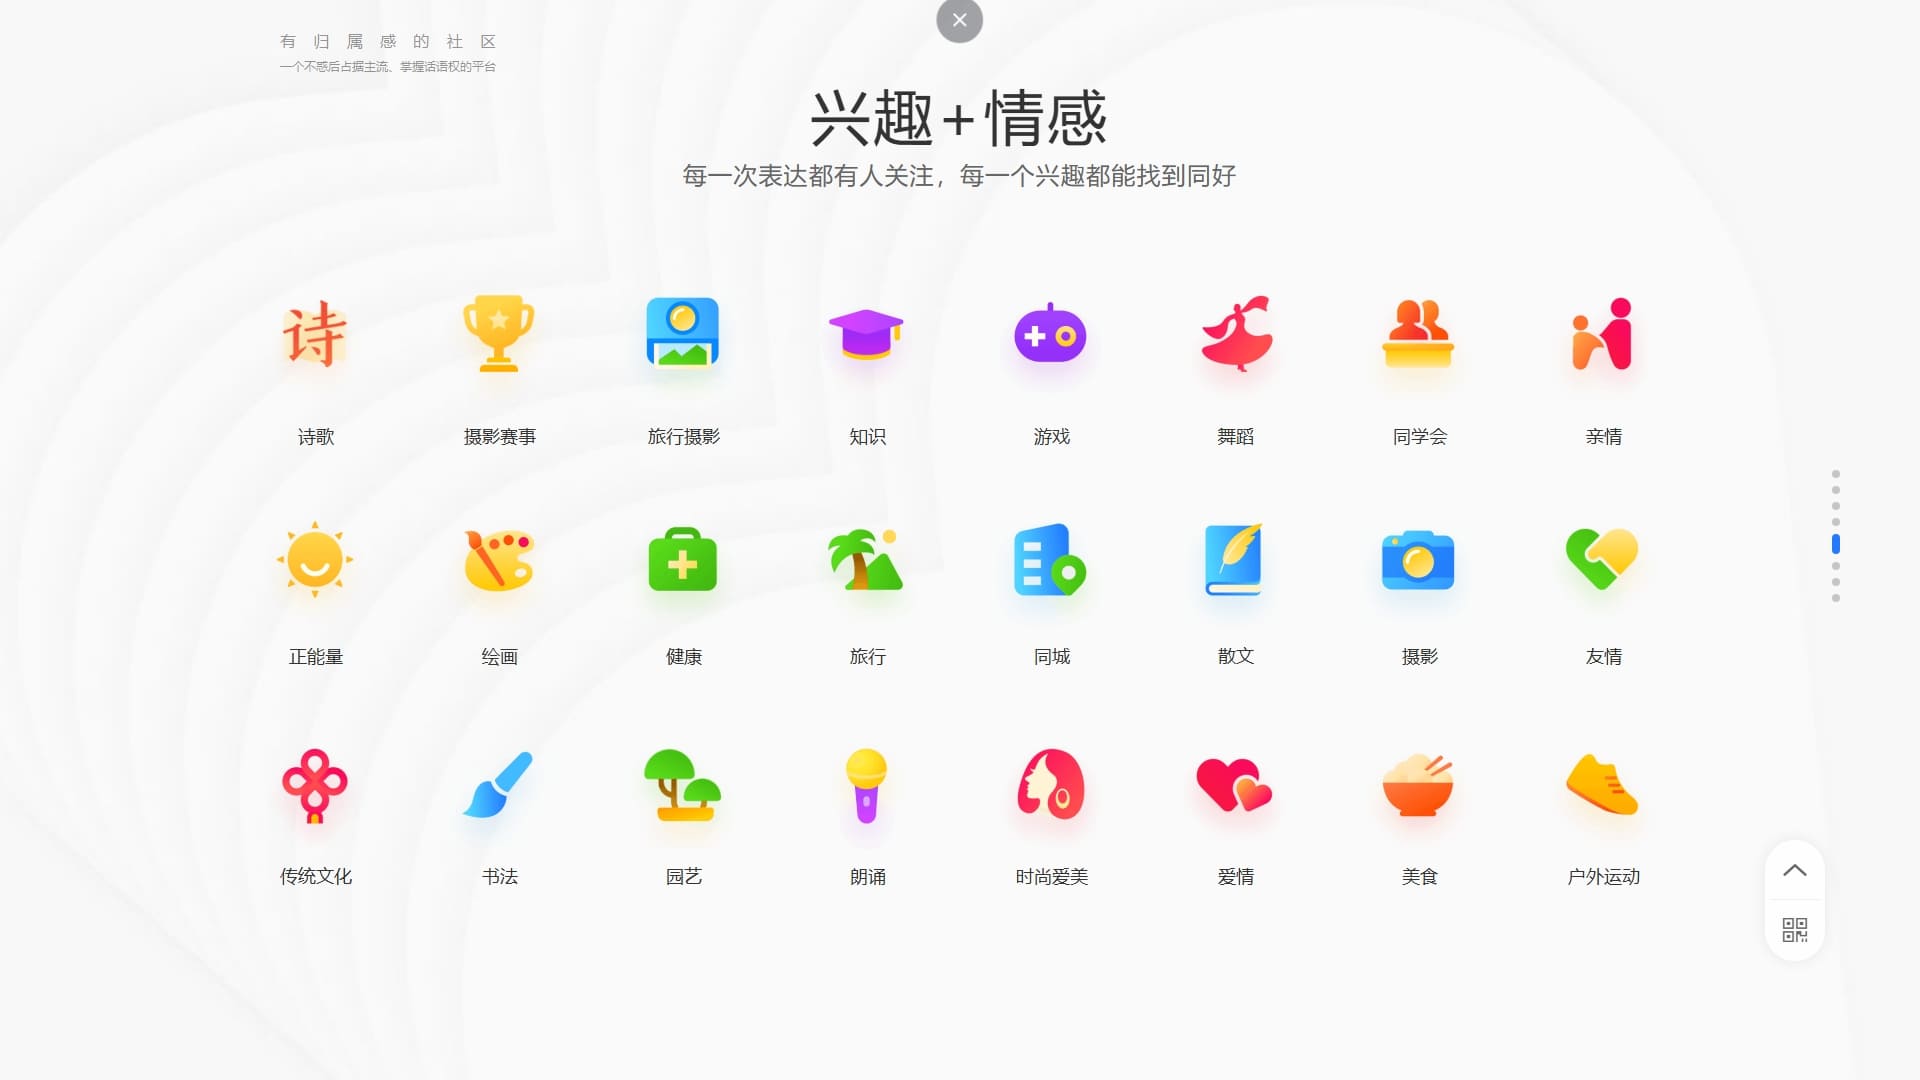 有归属感的社区
一个不惑后占据主流、掌握话语权的平台
兴趣+情感
每一次表达都有人关注，每一个兴趣都能找到同好
诗
诗歌 摄影赛事 旅行摄影 知识 游戏 舞蹈 同学会 亲情
正能量 绘画 健康 旅行 同城 散文 摄影 友情
传统文化 书法 园艺 朗诵 时尚爱美 爱情 美食 户外运动